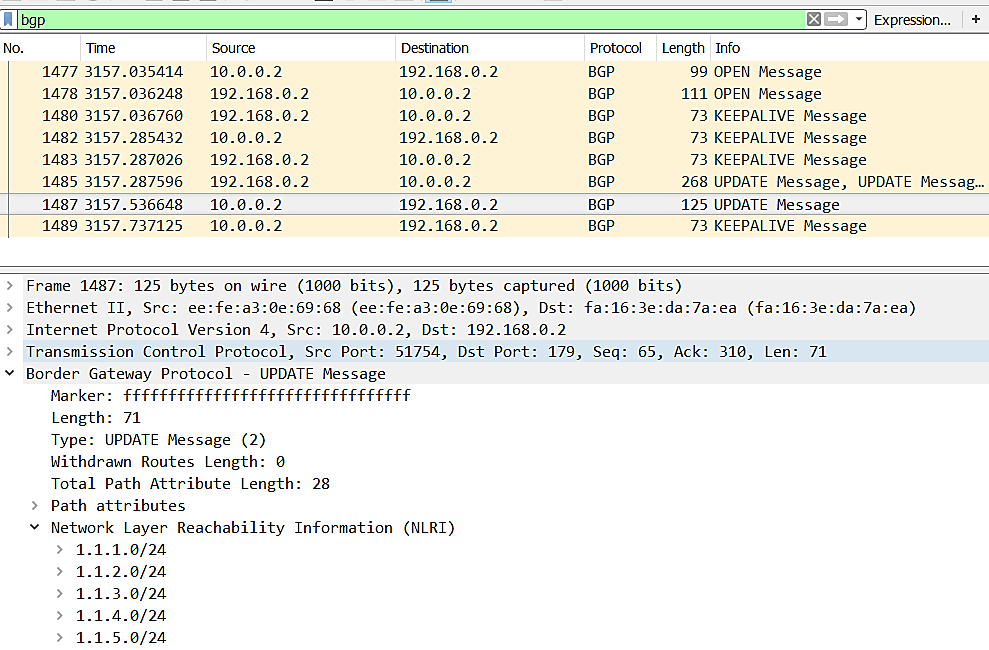 bgp Expression... +
No. Time Source Destination Protocol Length Info
1477 3157.035414 10.0.0.2 192.168.0.2 BGP 99 OPEN Message
1478 3157.036248 192.168.0.2 10.0.0.2 BGP 111 OPEN Message
1480 3157.036760 192.168.0.2 10.0.0.2 BGP 73 KEEPALIVE Message
1482 3157.285432 10.0.0.2 192.168.0.2 BGP 73 KEEPALIVE Message
1483 3157.287026 192.168.0.2 10.0.0.2 BGP 73 KEEPALIVE Message
1485 3157.287596 192.168.0.2 10.0.0.2 BGP 268 UPDATE Message, UPDATE Messag...
1487 3157.536648 10.0.0.2 192.168.0.2 BGP 125 UPDATE Message
1489 3157.737125 10.0.0.2 192.168.0.2 BGP 73 KEEPALIVE Message
Frame 1487: 125 bytes on wire (1000 bits), 125 bytes captured (1000 bits)
Ethernet II, Src: ee:fe:a3:0e:69:68 (ee:fe:a3:0e:69:68), Dst: fa:16:3e:da:7a:ea (fa:16:3e:da:7a:ea)
Internet Protocol Version 4, Src: 10.0.0.2, Dst: 192.168.0.2
Transmission Control Protocol, Src Port: 51754, Dst Port: 179, Seq: 65, Ack: 310, Len: 71
Border Gateway Protocol - UPDATE Message
Marker: ffffffffffffffffffffffffffffffff
Length: 71
Type: UPDATE Message (2)
Withdrawn Routes Length: 0
Total Path Attribute Length: 28
Path attributes
Network Layer Reachability Information (NLRI)
1.1.1.0/24
1.1.2.0/24
1.1.3.0/24
1.1.4.0/24
1.1.5.0/24